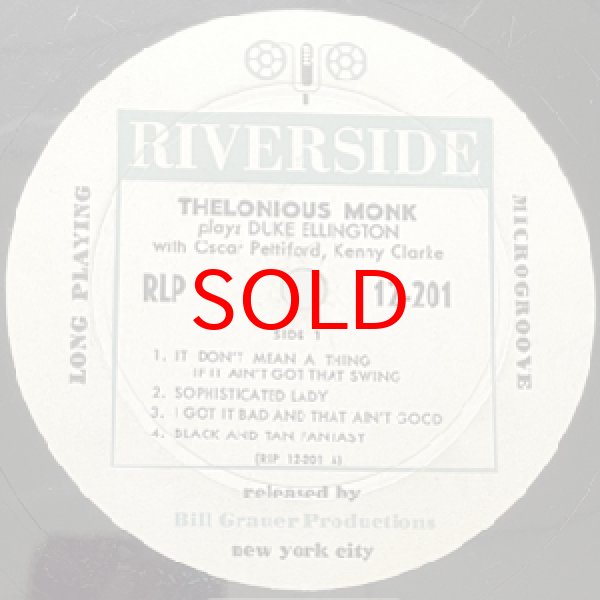 RIVERSIDE
THELONIOUS MONK
plays DUKE ELLINGTON
with Oscar Pettiford, Kenny Clarke
LONG PLAYING
MICROGROOVE
RLP 12-201
SOLD
SIDE 1
1. IT DON'T MEAN A THING
IF IT AIN'T GOT THAT SWING
2. SOPHISTICATED LADY
3. I GOT IT BAD AND THAT AIN'T GOOD
4. BLACK AND TAN FANTASY
(RLP 12-201 A)
released by
Bill Grauer Productions
new york city